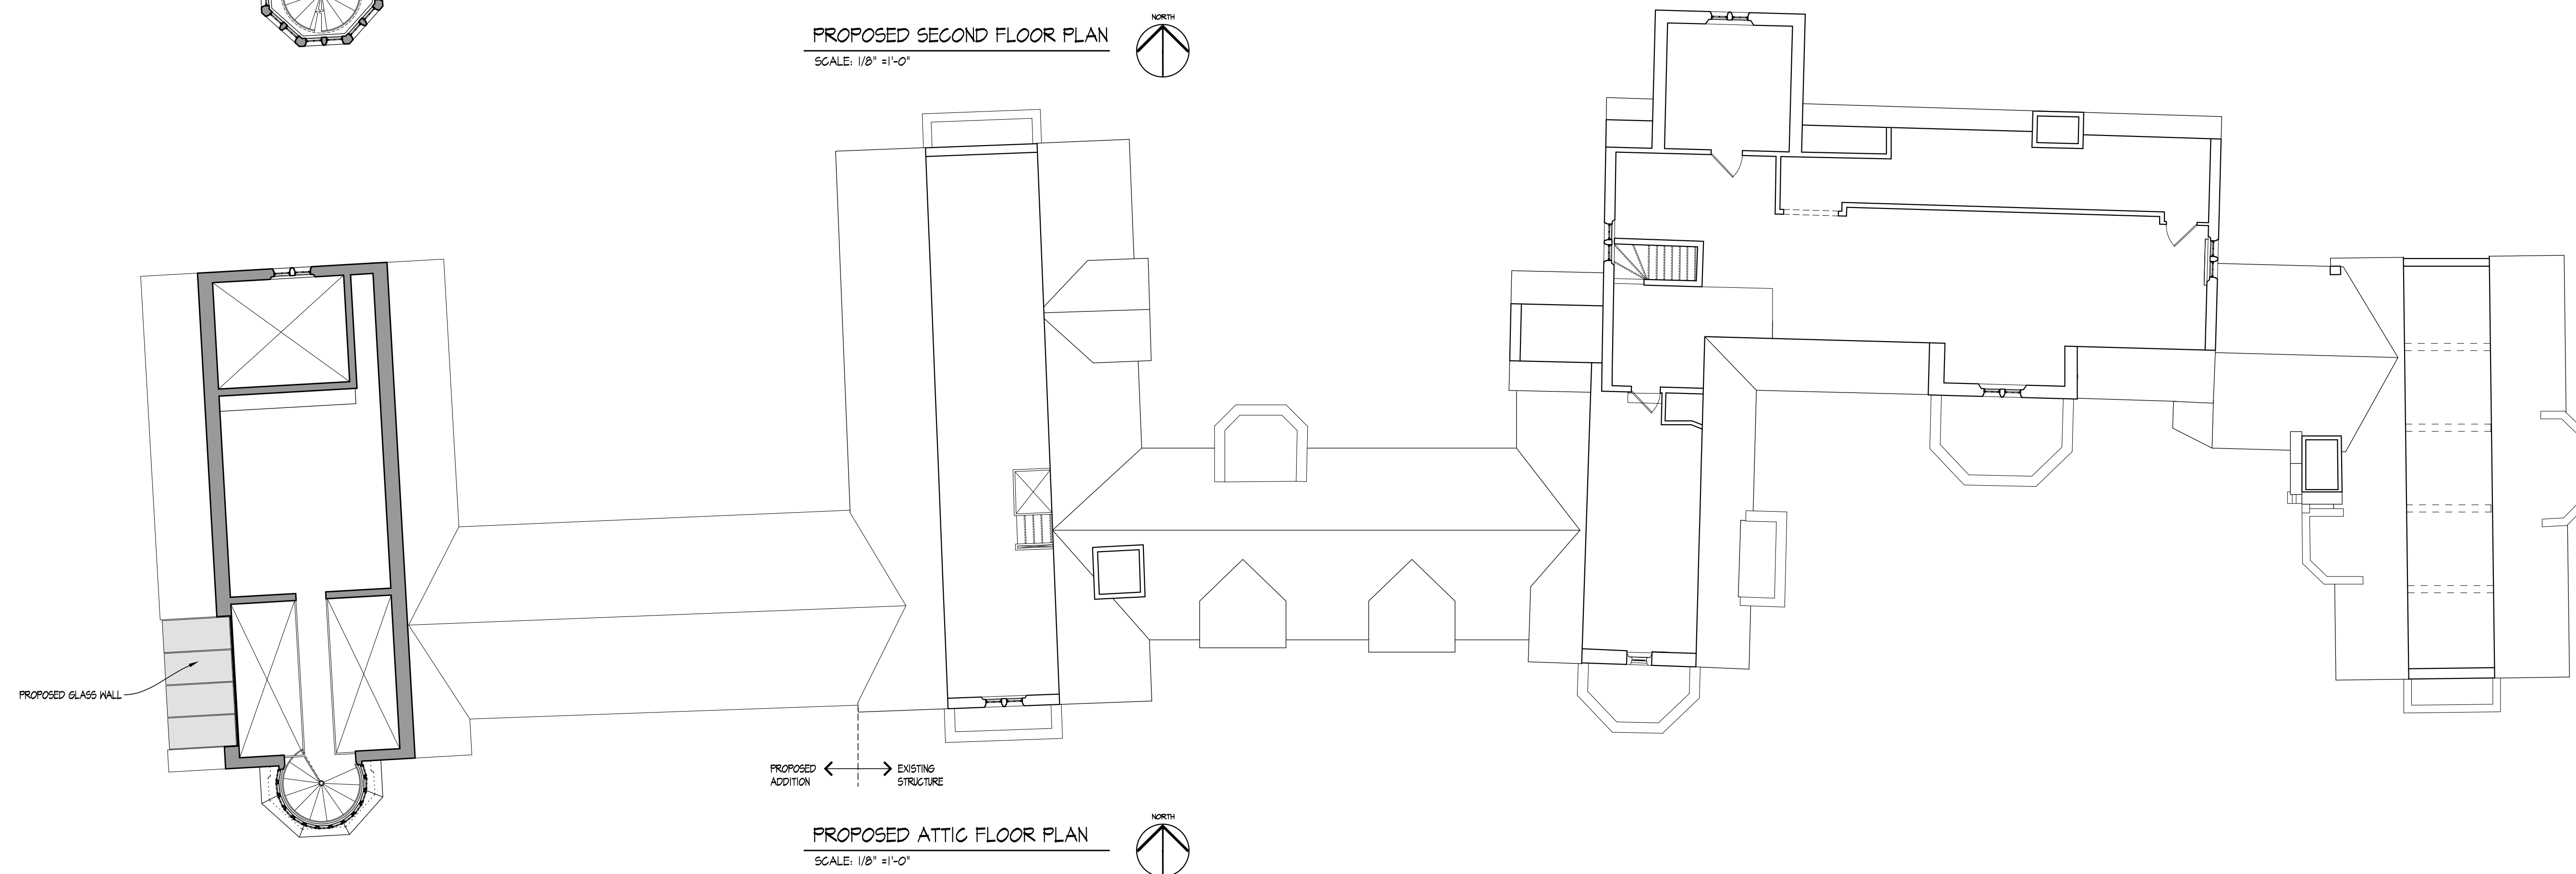 NORTH
PROPOSED SECOND FLOOR PLAN
SCALE: 1/8" =1'-0"
PROPOSED GLASS WALL
PROPOSED
ADDITION
EXISTING
STRUCTURE
NORTH
PROPOSED ATTIC FLOOR PLAN
SCALE: 1/8" =1'-0"